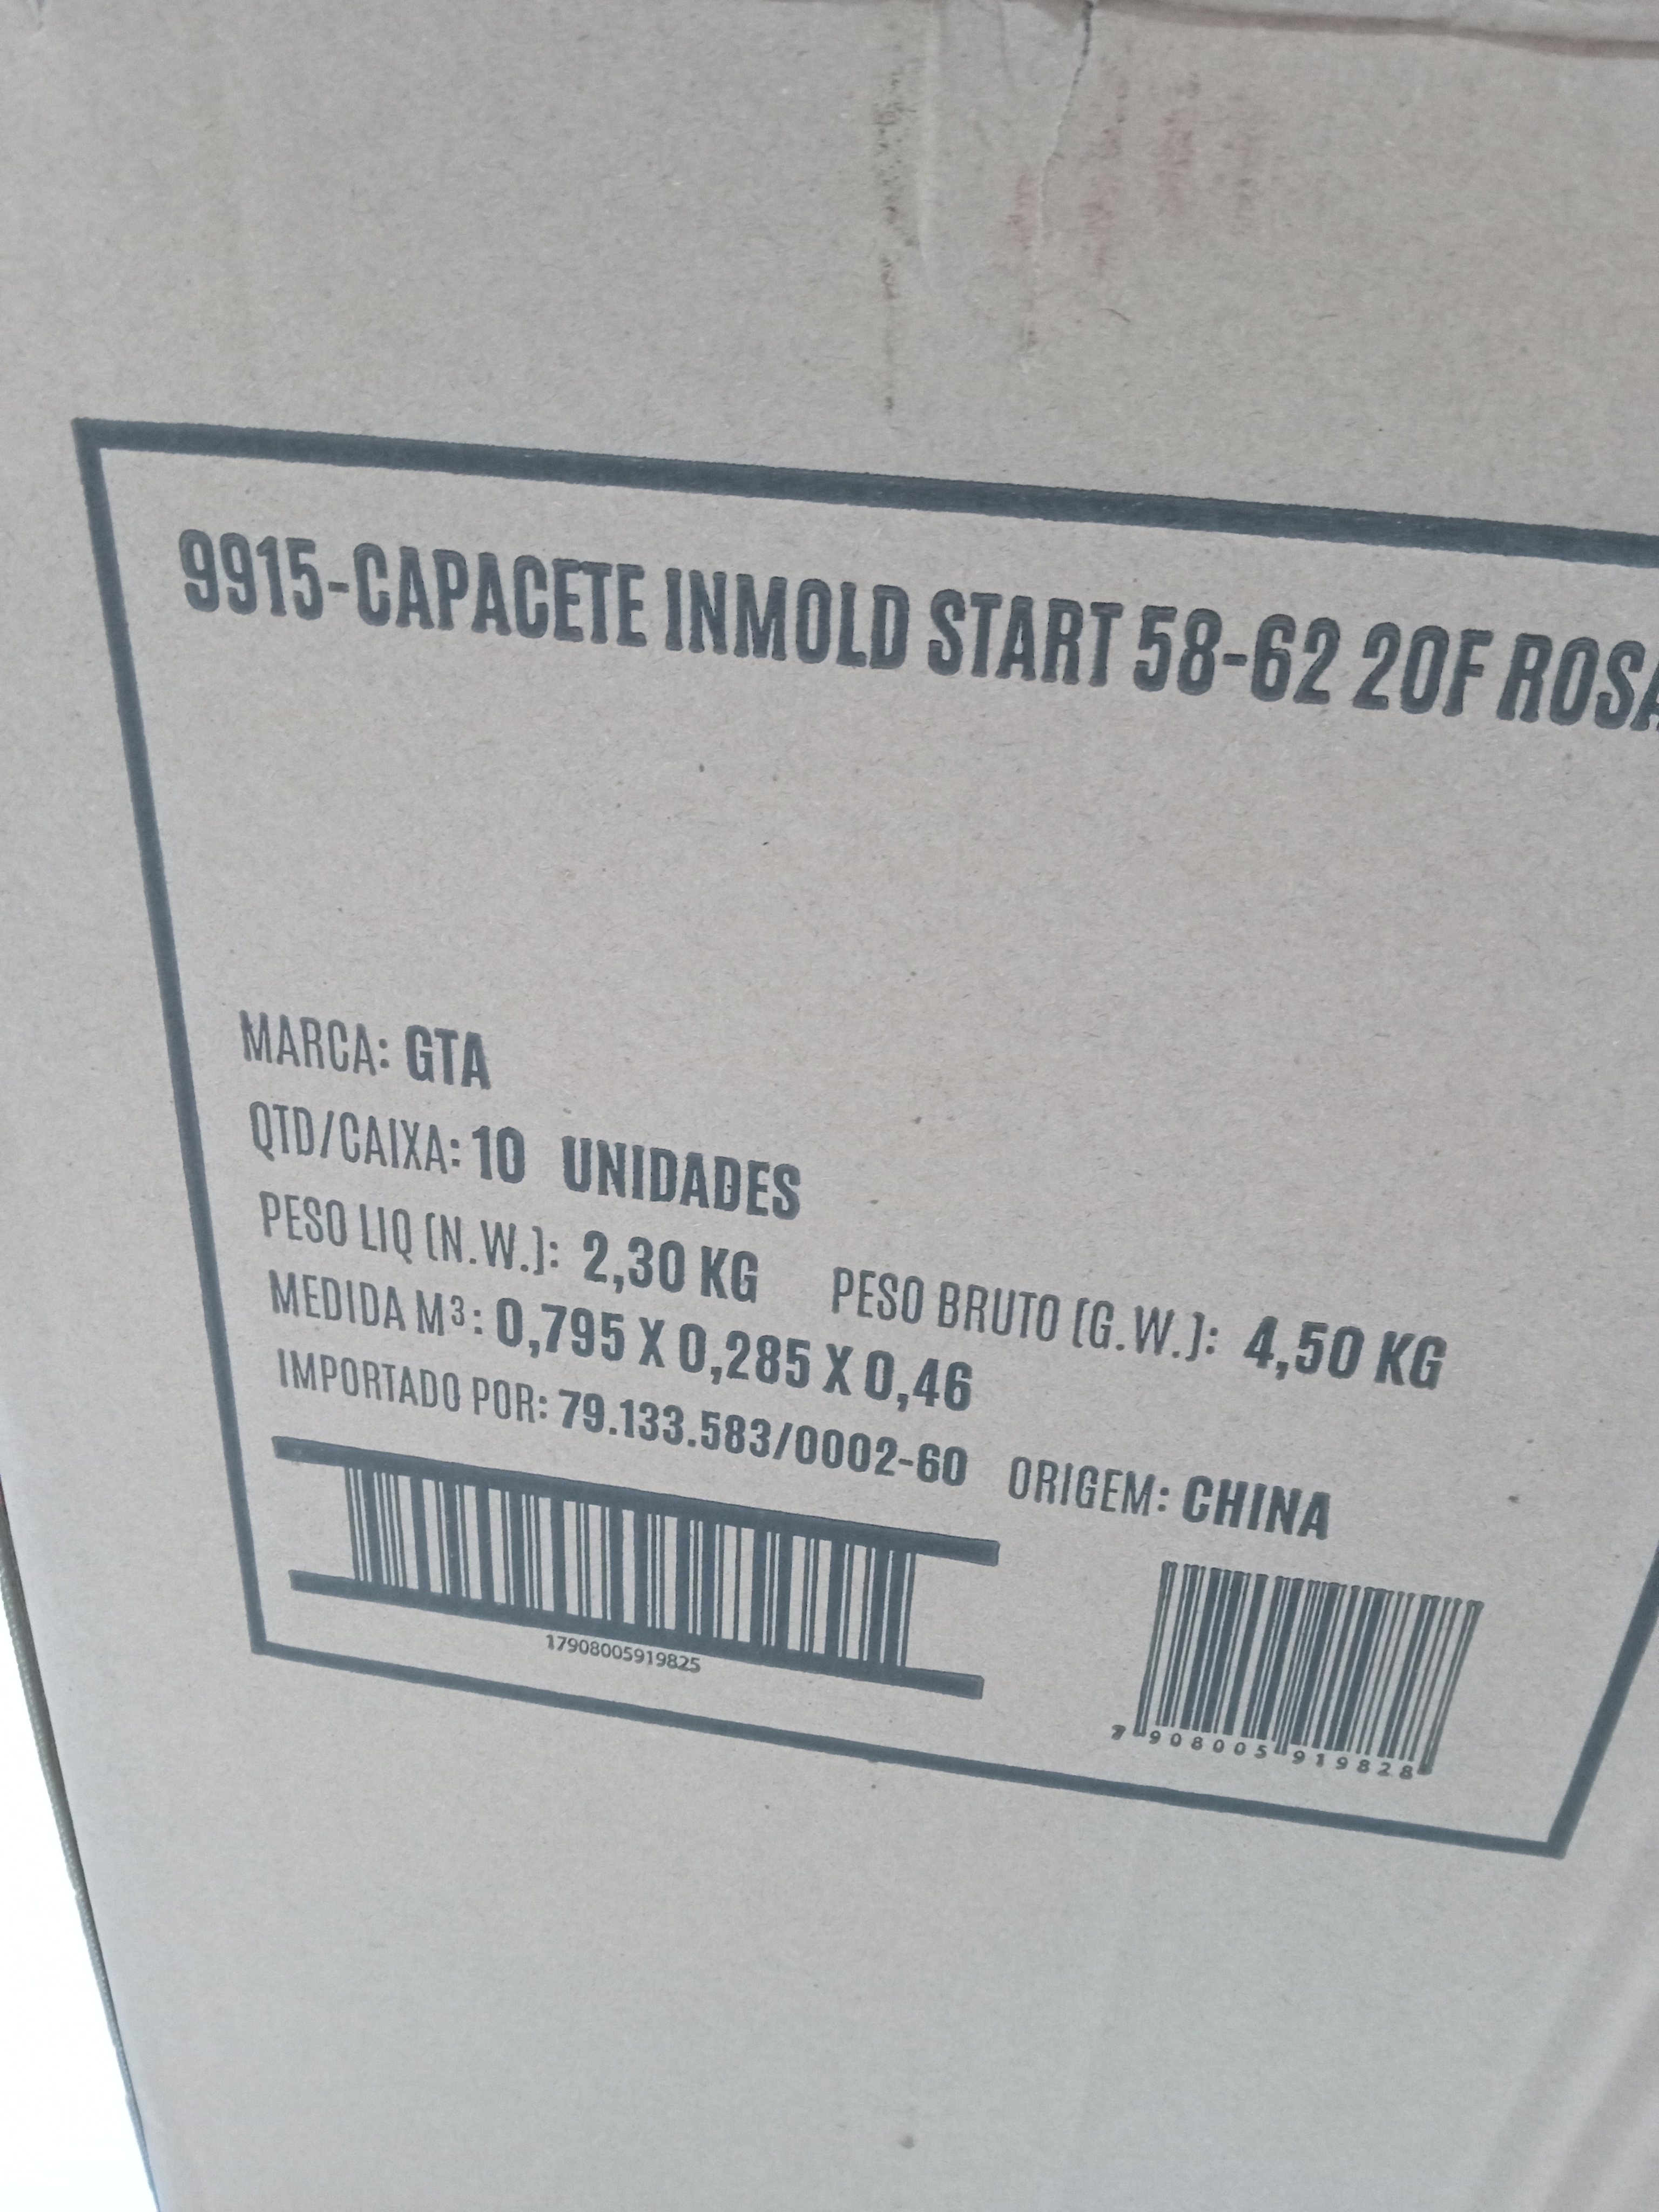 9915-CAPACETE INMOLD START 58-62 20F ROSA
MARCA: GTA
QTD/CAIXA: 10 UNIDADES
PESO LIQ (N.W.): 2,30 KG PESO BRUTO (G.W.): 4,50 KG
MEDIDA M³: 0,795 X 0,285 X 0,46
IMPORTADO POR: 79.133.583/0002-60 ORIGEM: CHINA
17908005919825
7 908005 919828